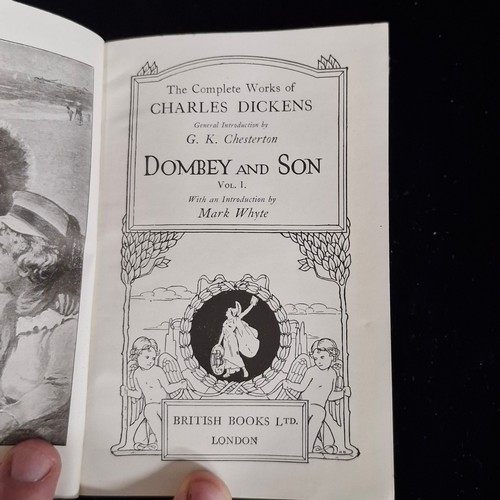 The Complete Works of
CHARLES DICKENS
General Introduction by
G. K. Chesterton
DOMBEY AND SON
VOL. I.
With an Introduction by
Mark Whyte
BRITISH BOOKS LTD.
LONDON